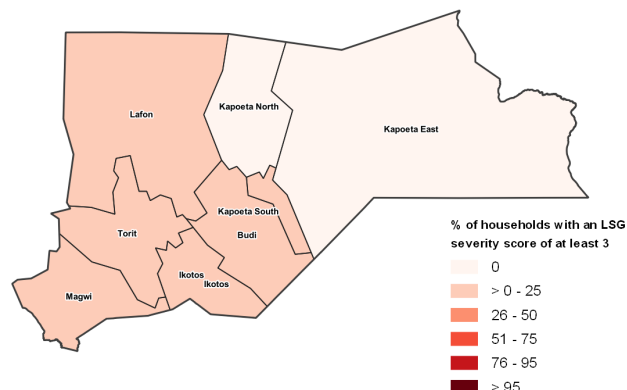 Lafon
Kapoeta North
Kapoeta East
Kapoeta South
Torit
Budi
Ikotos
Ikotos
Magwi
% of households with an LSG
severity score of at least 3
0
> 0 - 25
26 - 50
51 - 75
76 - 95
> 95